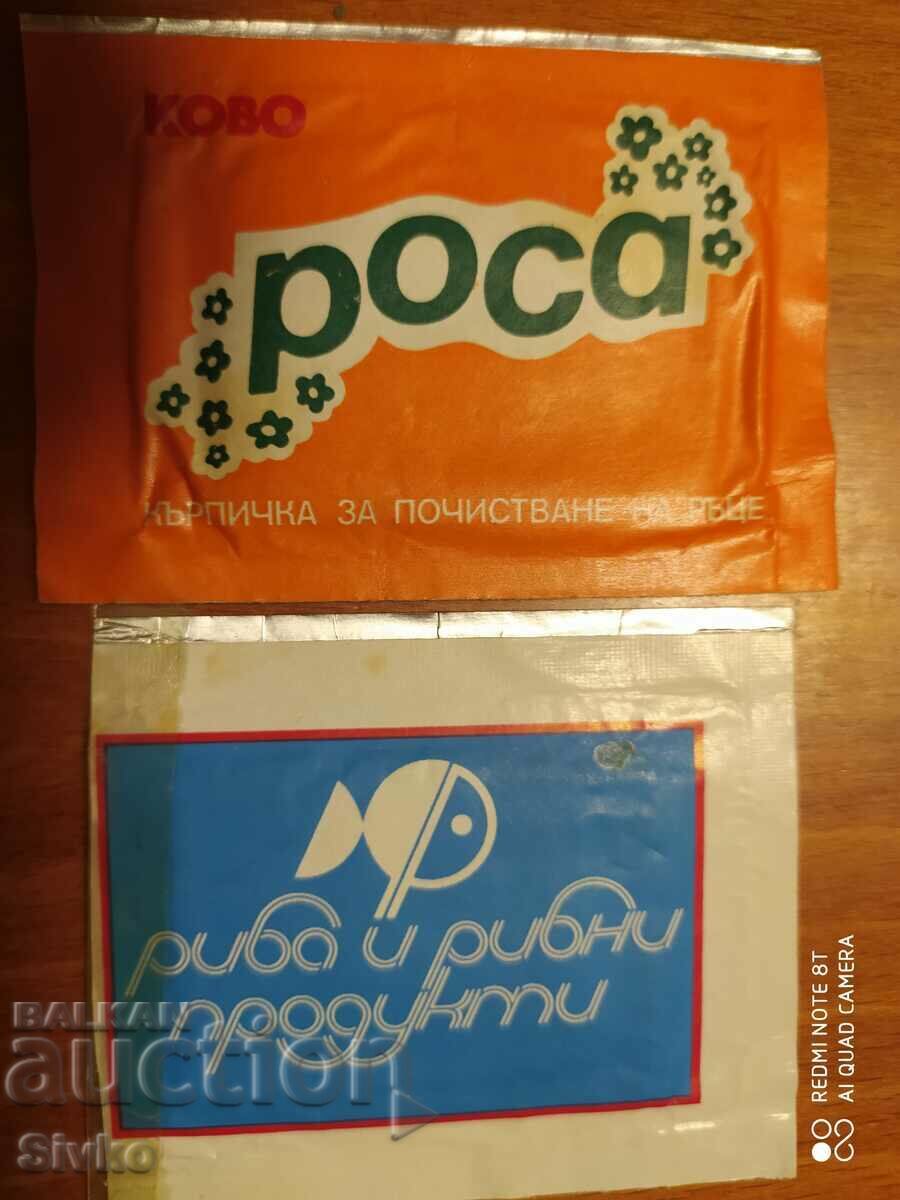 КОВО
роса
КЪРПИЧКА ЗА ПОЧИСТВАНЕ НА РЪЦЕ
риба и рибни
продукти
BALKAN
auction
Sivko
REDMI NOTE 8T
AI QUAD CAMERA